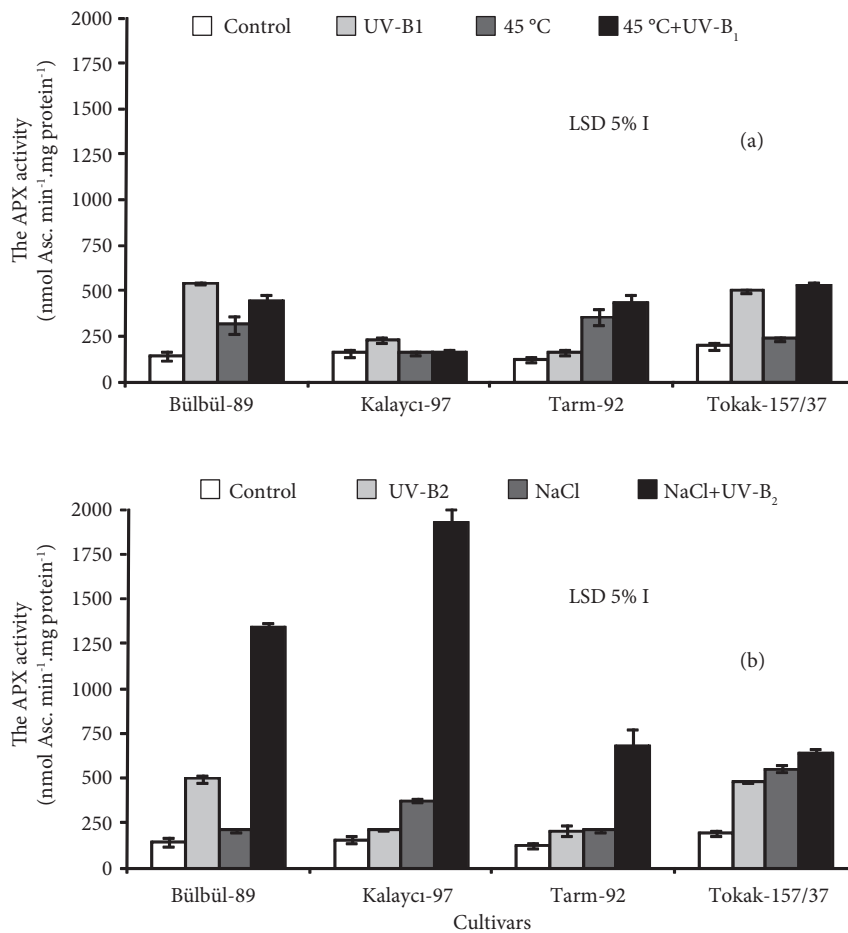 Control UV-B1 45 °C 45 °C+UV-B₁
The APX activity
(nmol Asc. min⁻¹.mg protein⁻¹)
2000
1750
1500
1250
1000
750
500
250
0
LSD 5% I
(a)
Bülbül-89 Kalaycı-97 Tarm-92 Tokak-157/37
Control UV-B2 NaCl NaCl+UV-B₂
The APX activity
(nmol Asc. min⁻¹.mg protein⁻¹)
2000
1750
1500
1250
1000
750
500
250
0
LSD 5% I
(b)
Bülbül-89 Kalaycı-97 Tarm-92 Tokak-157/37
Cultivars